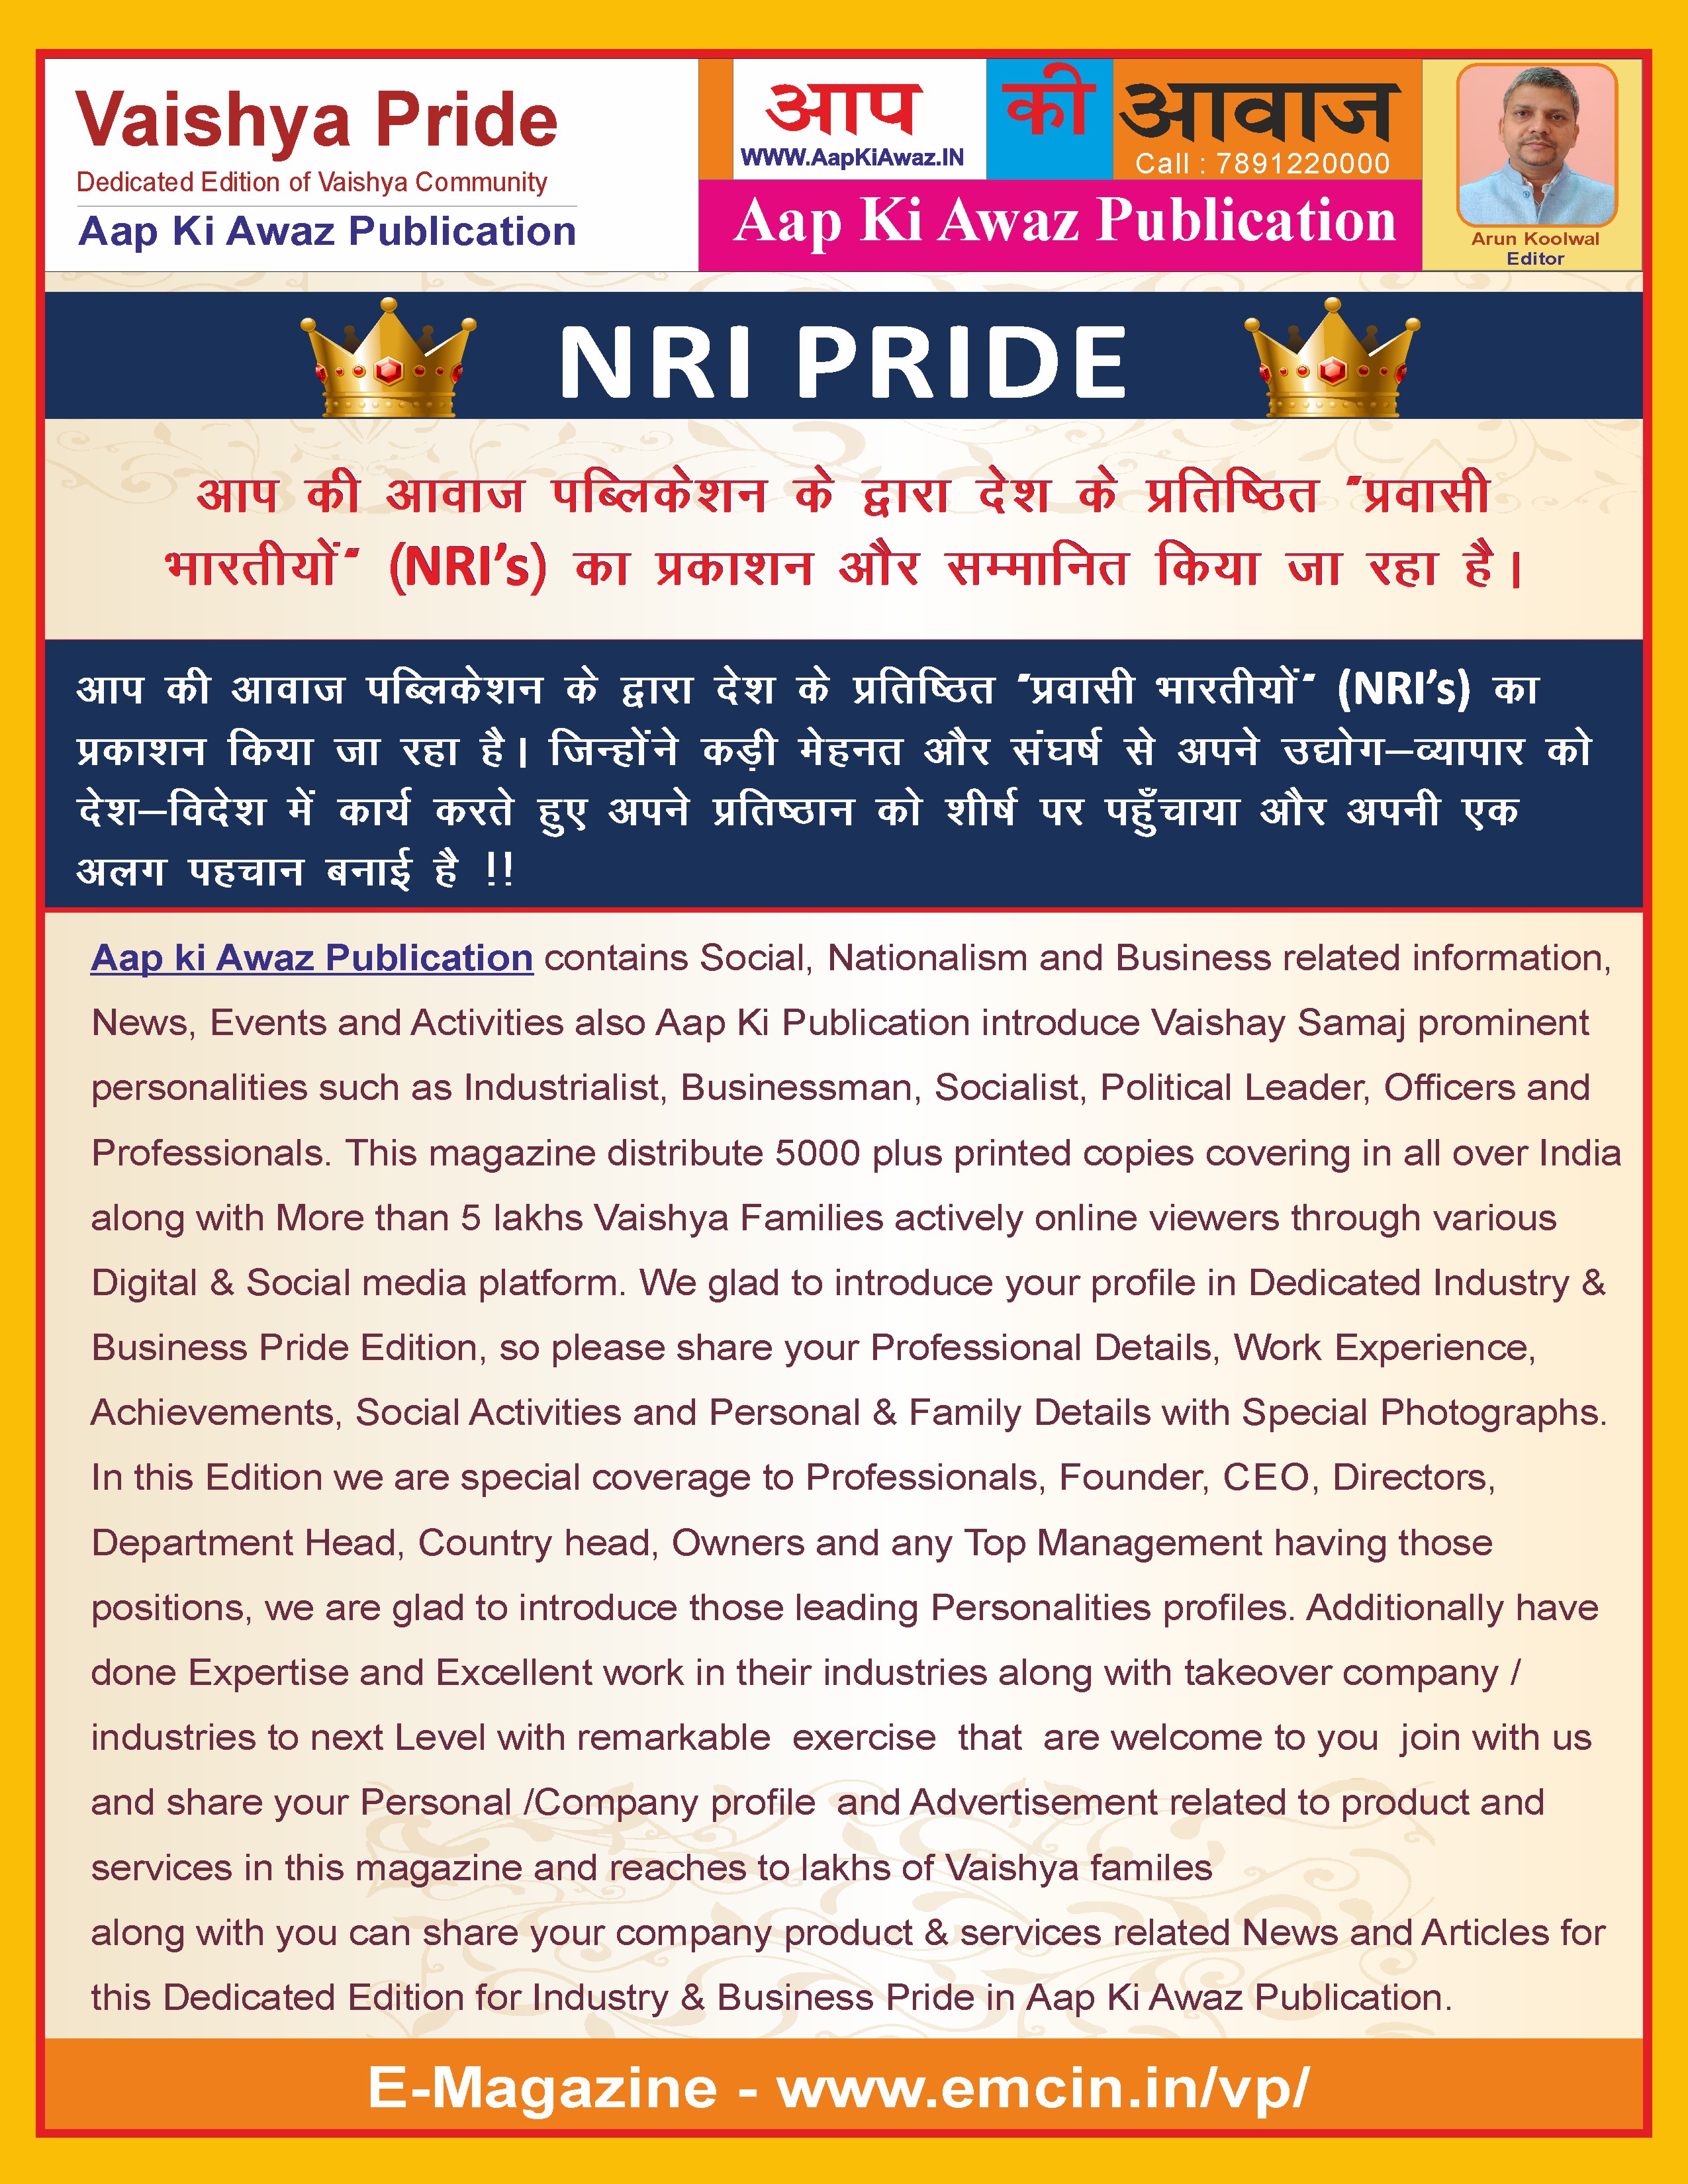 Vaishya Pride
Dedicated Edition of Vaishya Community
Aap Ki Awaz Publication
आप की आवाज
WWW.AapKiAwaz.IN
Call : 7891220000
Aap Ki Awaz Publication
Arun Koolwal
Editor
NRI PRIDE
आप की आवाज पब्लिकेशन के द्वारा देश के प्रतिष्ठित "प्रवासी
भारतीयों" (NRI's) का प्रकाशन और सम्मानित किया जा रहा है।
आप की आवाज पब्लिकेशन के द्वारा देश के प्रतिष्ठित "प्रवासी भारतीयों" (NRI's) का
प्रकाशन किया जा रहा है। जिन्होंने कड़ी मेहनत और संघर्ष से अपने उद्योग–व्यापार को
देश–विदेश में कार्य करते हुए अपने प्रतिष्ठान को शीर्ष पर पहुँचाया और अपनी एक
अलग पहचान बनाई है !!
Aap ki Awaz Publication contains Social, Nationalism and Business related information,
News, Events and Activities also Aap Ki Publication introduce Vaishay Samaj prominent
personalities such as Industrialist, Businessman, Socialist, Political Leader, Officers and
Professionals. This magazine distribute 5000 plus printed copies covering in all over India
along with More than 5 lakhs Vaishya Families actively online viewers through various
Digital & Social media platform. We glad to introduce your profile in Dedicated Industry &
Business Pride Edition, so please share your Professional Details, Work Experience,
Achievements, Social Activities and Personal & Family Details with Special Photographs.
In this Edition we are special coverage to Professionals, Founder, CEO, Directors,
Department Head, Country head, Owners and any Top Management having those
positions, we are glad to introduce those leading Personalities profiles. Additionally have
done Expertise and Excellent work in their industries along with takeover company /
industries to next Level with remarkable exercise that are welcome to you join with us
and share your Personal /Company profile and Advertisement related to product and
services in this magazine and reaches to lakhs of Vaishya familes
along with you can share your company product & services related News and Articles for
this Dedicated Edition for Industry & Business Pride in Aap Ki Awaz Publication.
E-Magazine - www.emcin.in/vp/